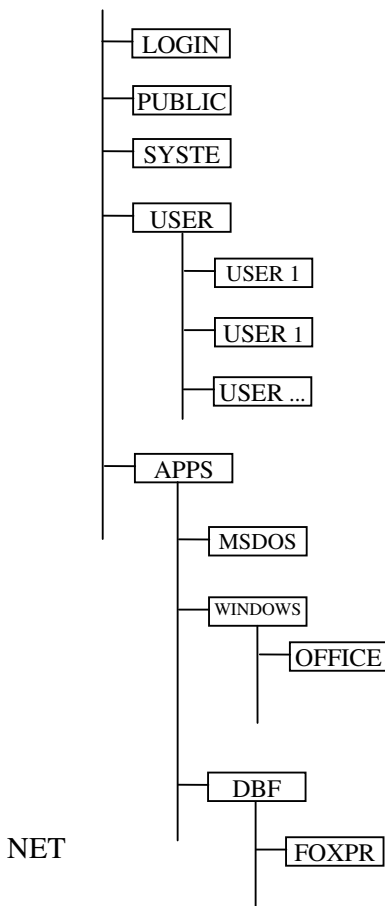 LOGIN
PUBLIC
SYSTE
USER
USER 1
USER 1
USER ...
APPS
MSDOS
WINDOWS
OFFICE
DBF
NET
FOXPR